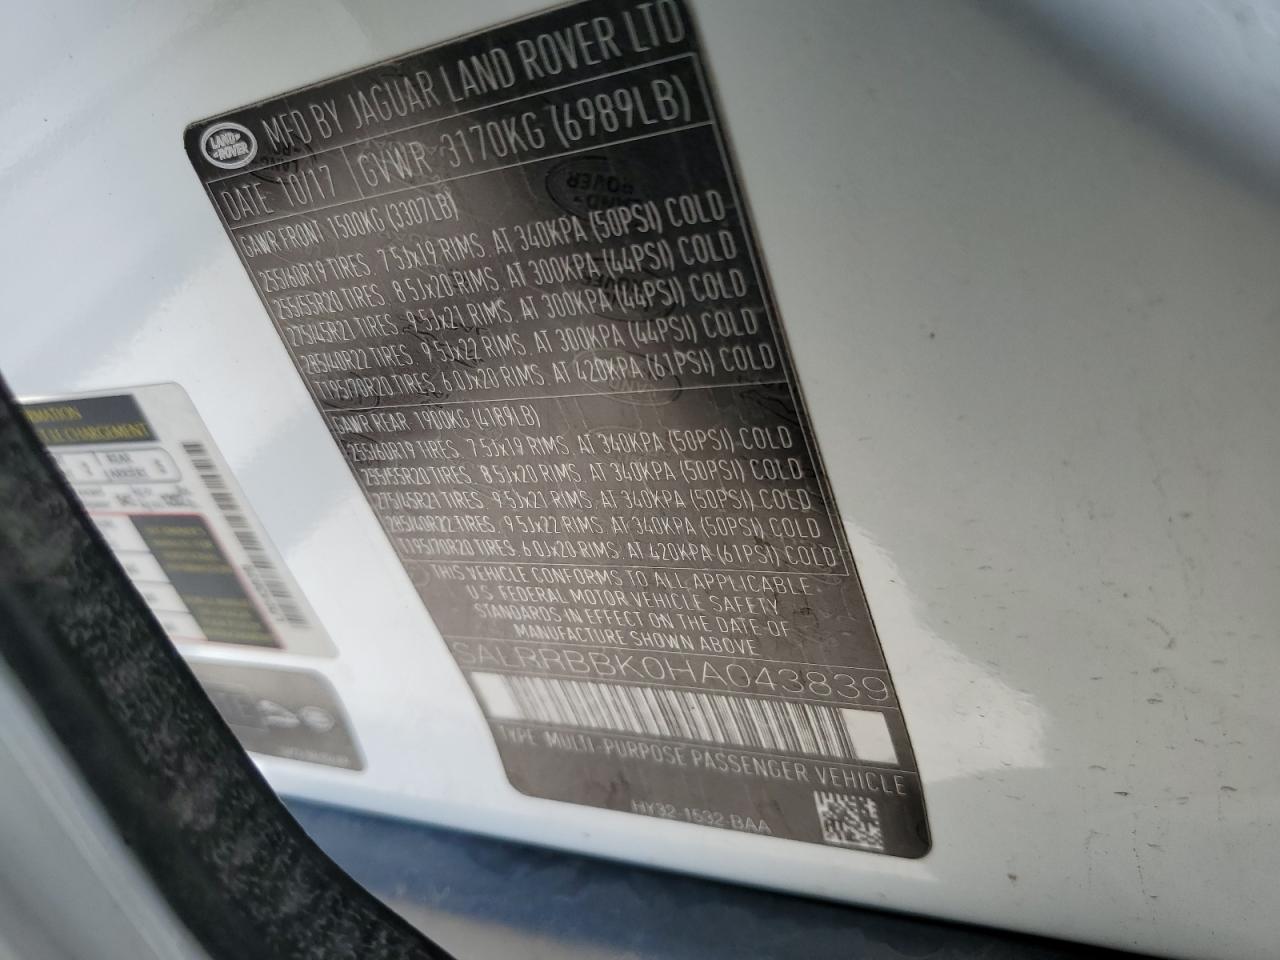 LAND ROVER
MFD BY JAGUAR LAND ROVER LTD
DATE 10/17 GVWR 3170KG (6989LB)
GAWR FRONT 1500KG (3307LB)
255/60R19 TIRES. 7.5Jx19 RIMS. AT 340KPA (50PSI) COLD
255/55R20 TIRES. 8.5Jx20 RIMS. AT 300KPA (44PSI) COLD
275/45R21 TIRES. 9.5Jx21 RIMS. AT 300KPA (44PSI) COLD
285/40R22 TIRES. 9.5Jx22 RIMS. AT 300KPA (44PSI) COLD
T195/70R20 TIRES. 6.0Jx20 RIMS. AT 420KPA (61PSI) COLD
GAWR REAR 1900KG (4189LB)
255/60R19 TIRES. 7.5Jx19 RIMS. AT 340KPA (50PSI) COLD
255/55R20 TIRES. 8.5Jx20 RIMS. AT 340KPA (50PSI) COLD
275/45R21 TIRES. 9.5Jx21 RIMS. AT 340KPA (50PSI) COLD
285/40R22 TIRES. 9.5Jx22 RIMS. AT 340KPA (50PSI) COLD
T195/70R20 TIRES. 6.0Jx20 RIMS. AT 420KPA (61PSI) COLD
THIS VEHICLE CONFORMS TO ALL APPLICABLE
U.S. FEDERAL MOTOR VEHICLE SAFETY
STANDARDS IN EFFECT ON THE DATE OF
MANUFACTURE SHOWN ABOVE
SALRRBBK0HA043839
TYPE MULTI-PURPOSE PASSENGER VEHICLE
HY32-1532-BAA
CHARGEMENT
REAR